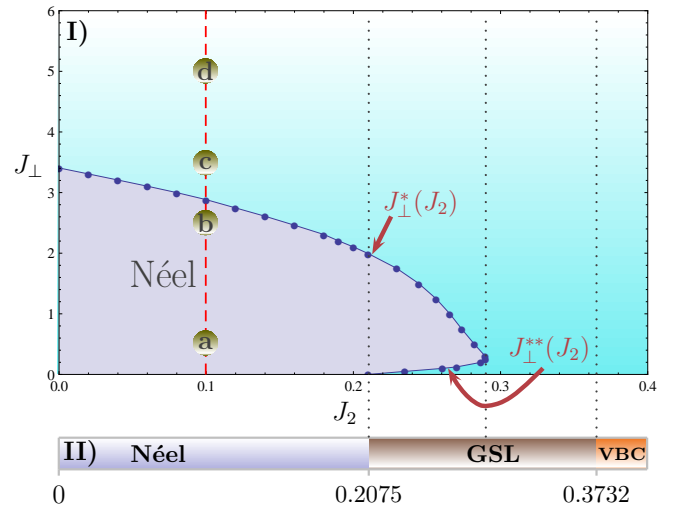 I)
6
5
4
3
2
1
0
J⊥
d
c
b
a
Néel
J*⊥(J2)
J**⊥(J2)
0.0 0.1 0.2 0.3 0.4
J2
II) Néel GSL VBC
0 0.2075 0.3732